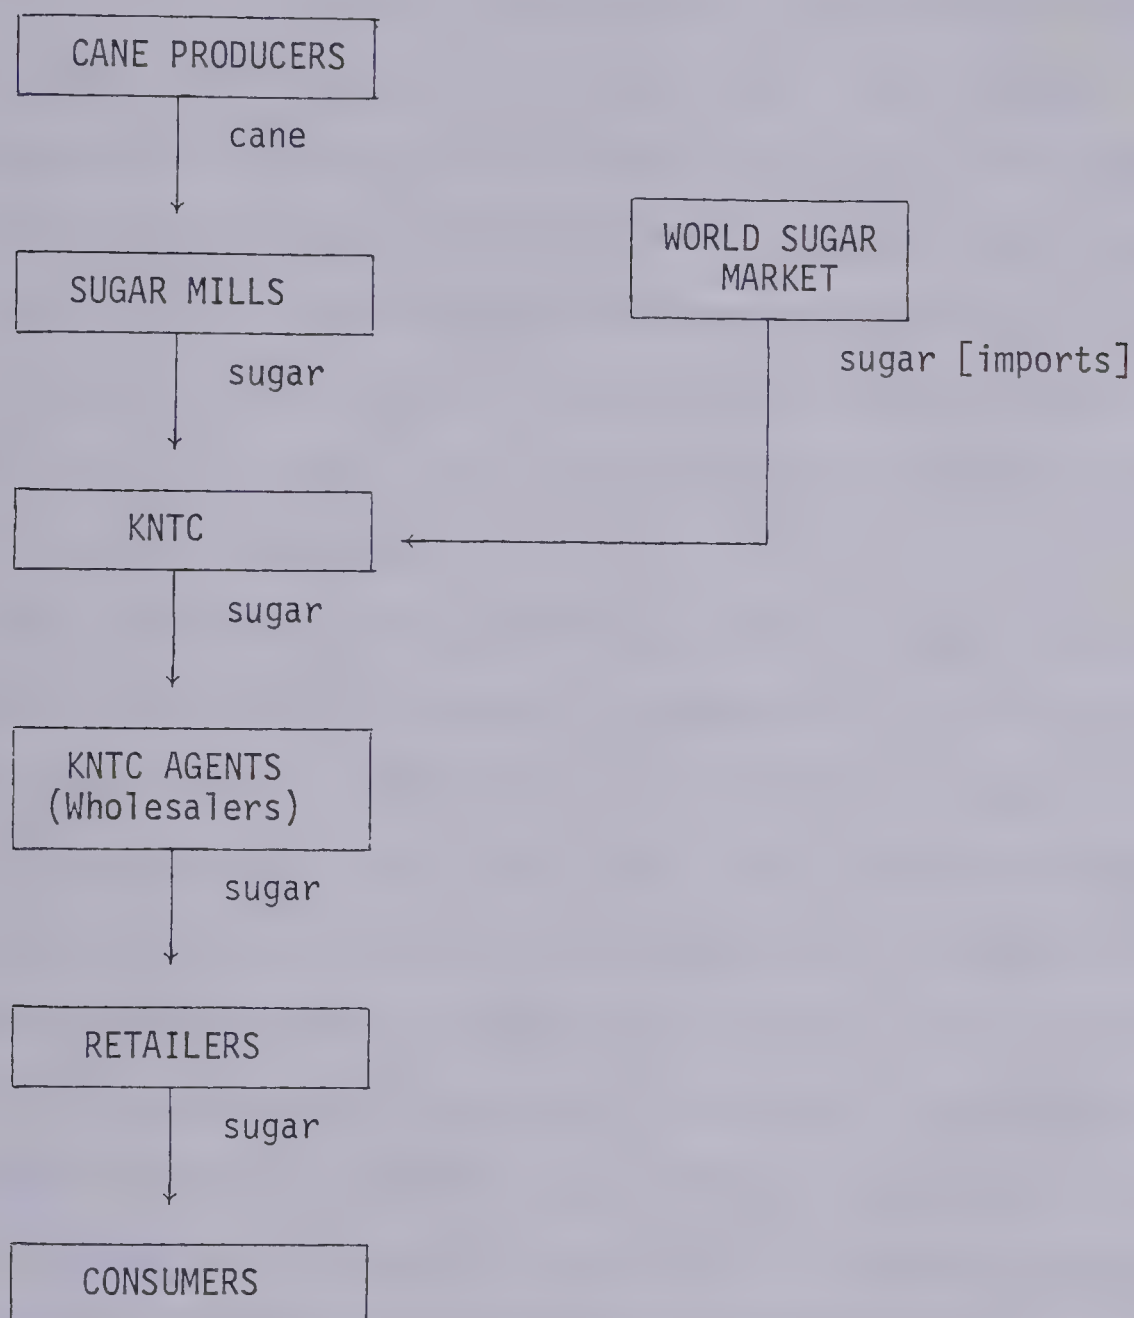 CANE PRODUCERS
cane
SUGAR MILLS
WORLD SUGAR
MARKET
sugar
sugar [imports]
KNTC
sugar
KNTC AGENTS
(Wholesalers)
sugar
RETAILERS
sugar
CONSUMERS